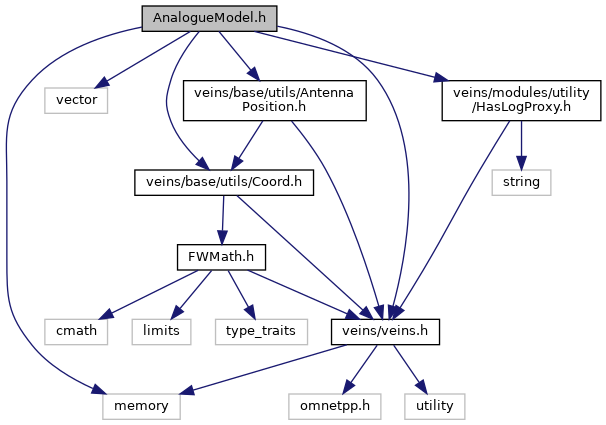 AnalogueModel.h
vector
veins/base/utils/Antenna
Position.h
veins/modules/utility
/HasLogProxy.h
veins/base/utils/Coord.h
string
FWMath.h
cmath
limits
type_traits
veins/veins.h
memory
omnetpp.h
utility